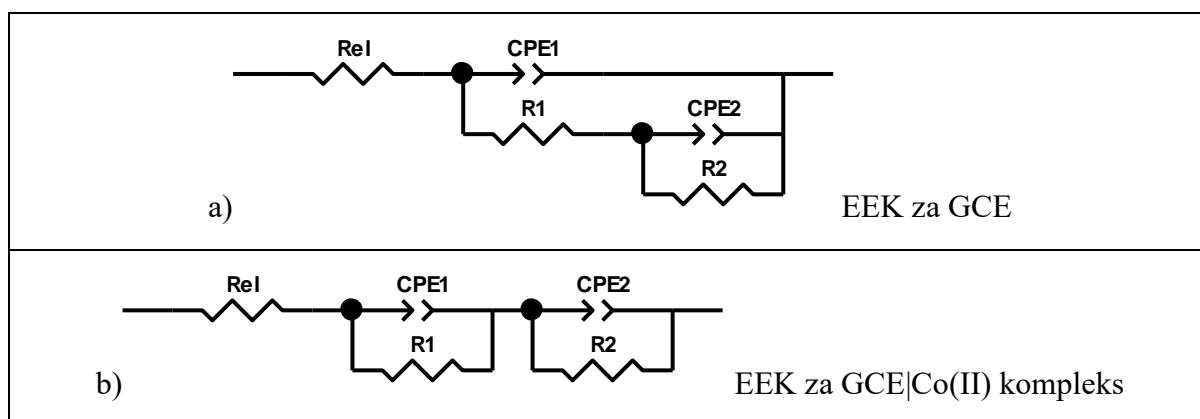 Rel
CPE1
R1
CPE2
R2
a)
EEK za GCE
Rel
CPE1
CPE2
R1
R2
b)
EEK za GCE|Co(II) kompleks